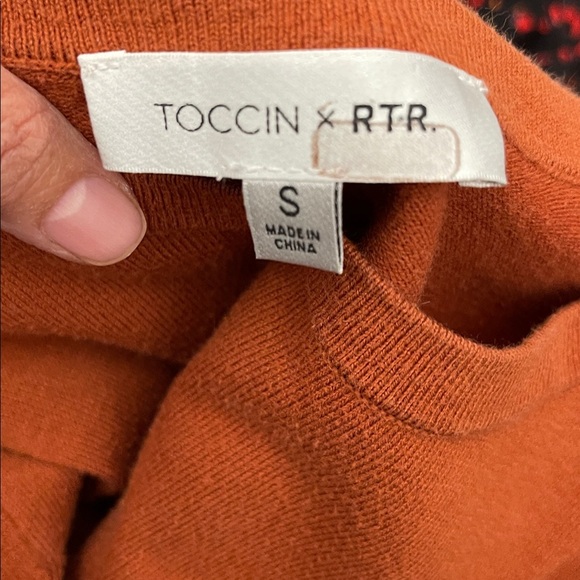 TOCCIN × RTR.
S
MADE IN
CHINA